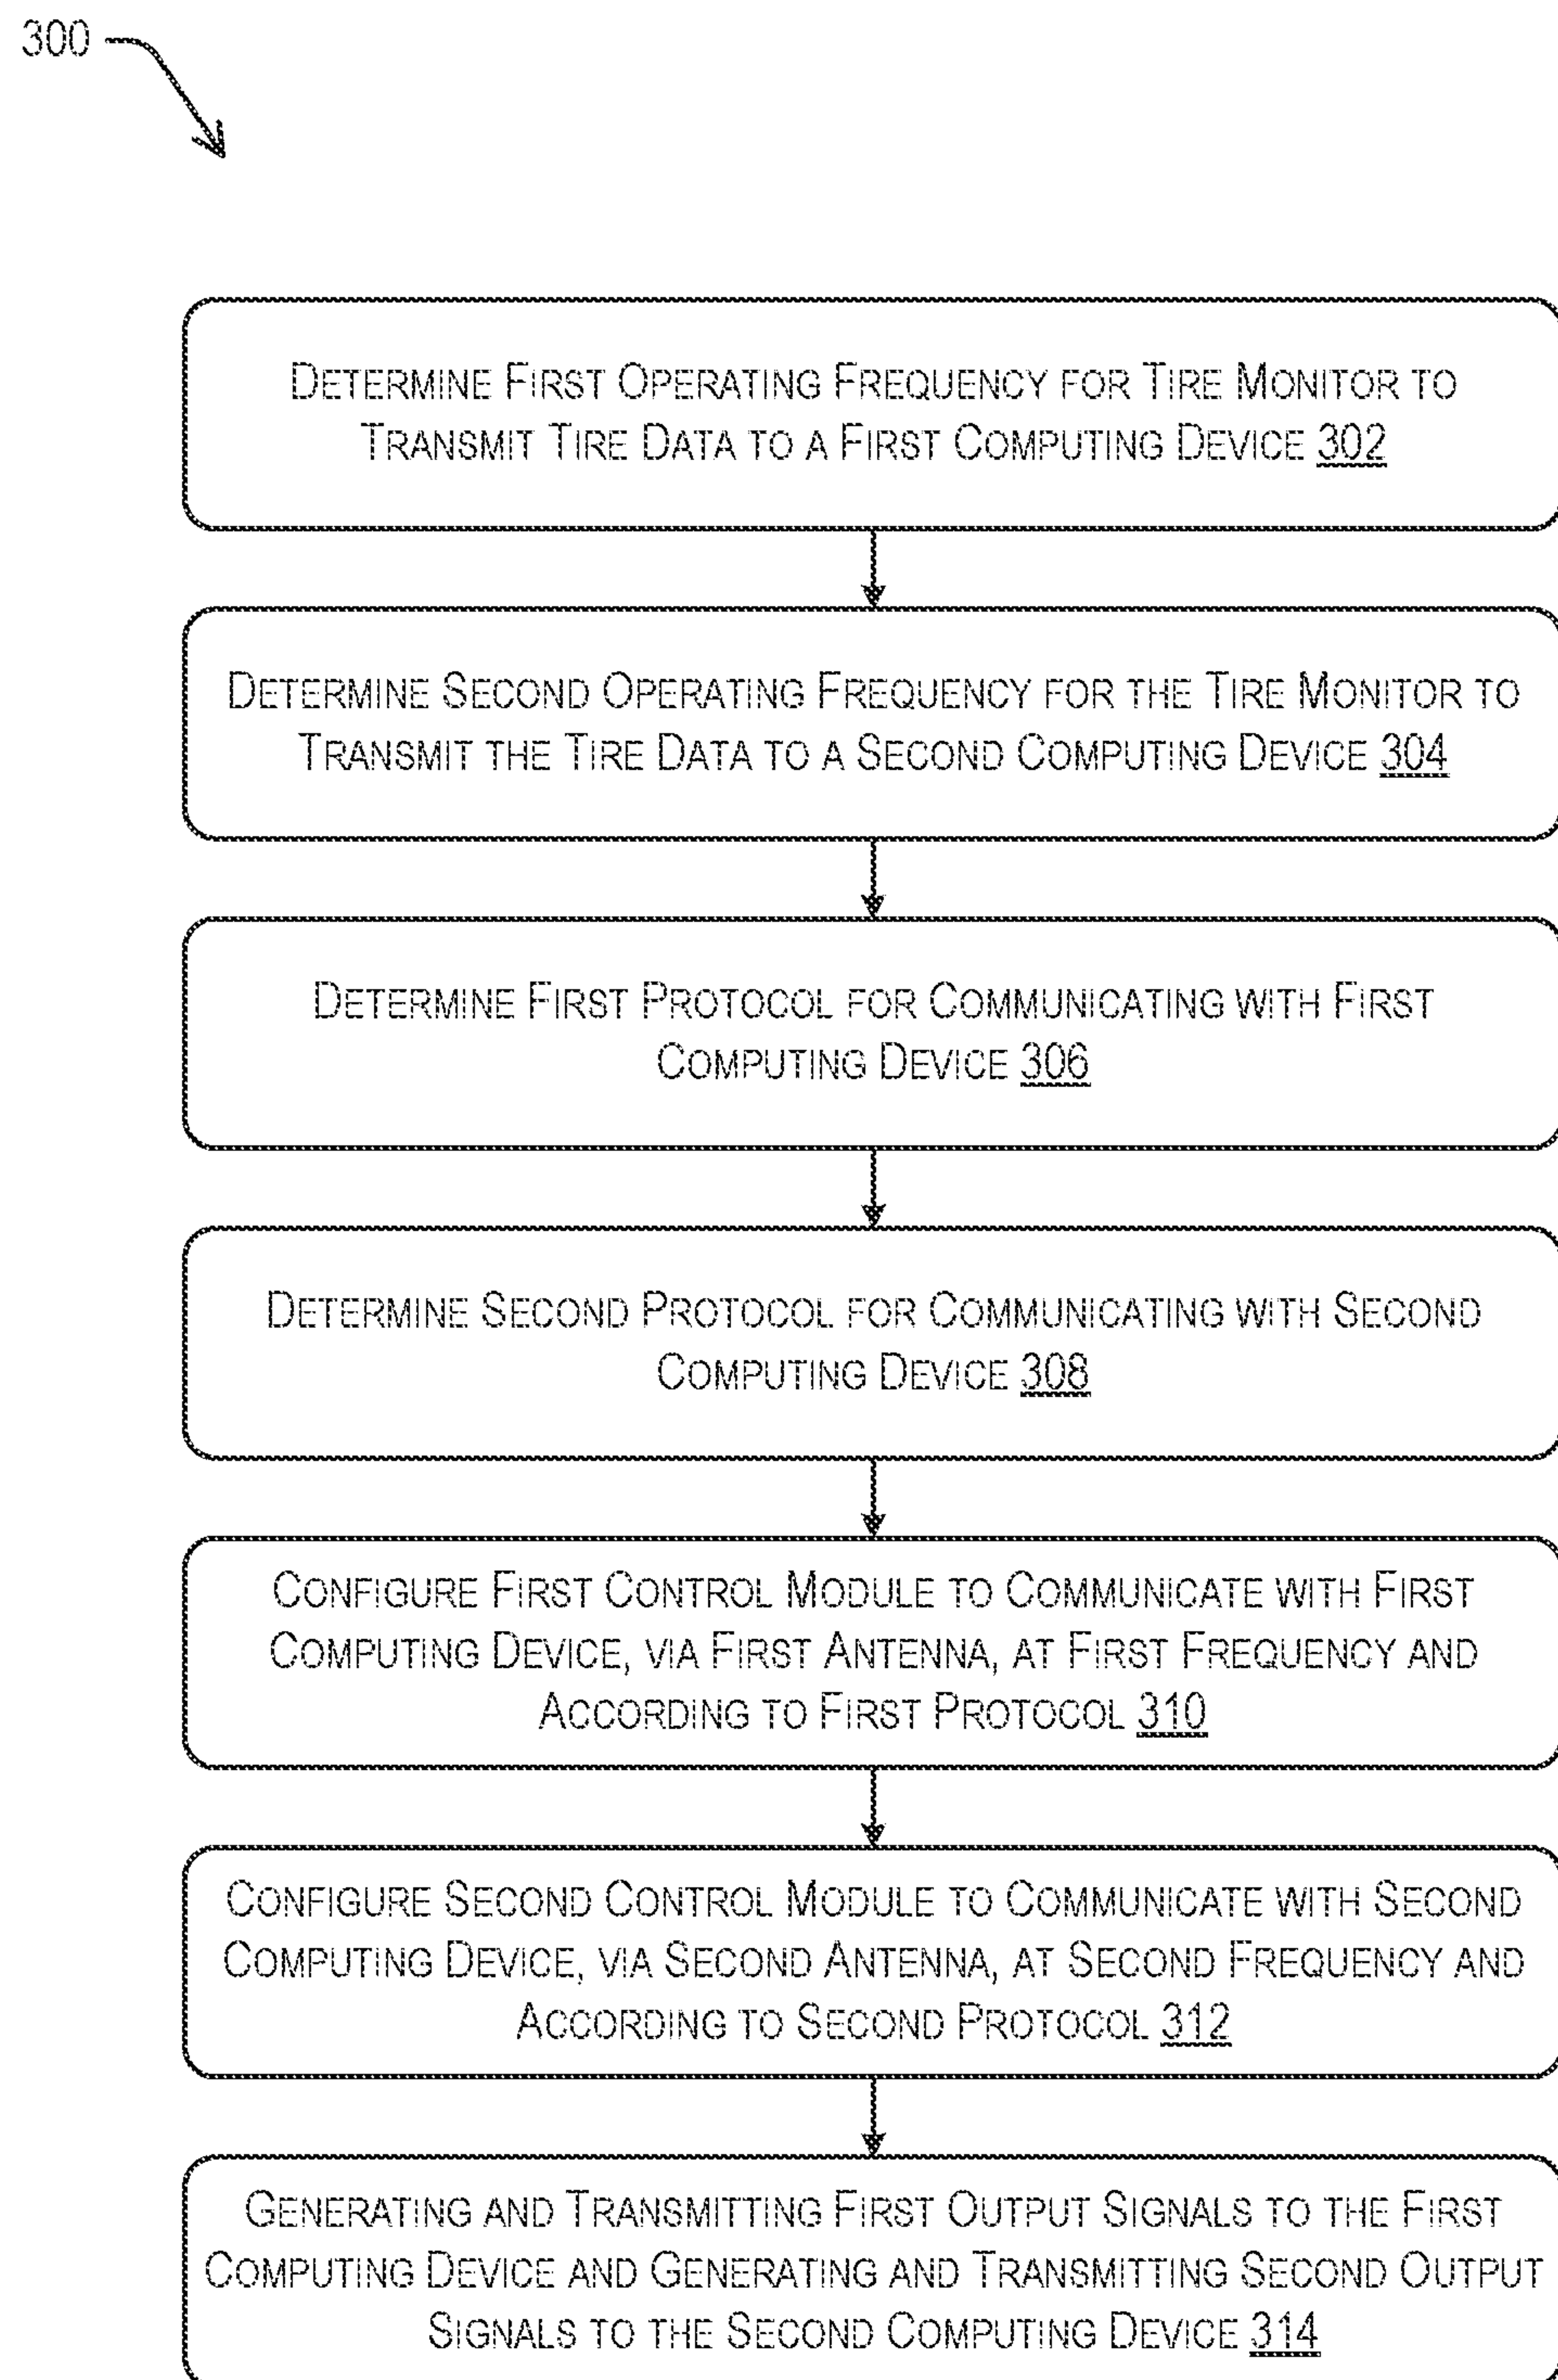 300
DETERMINE FIRST OPERATING FREQUENCY FOR TIRE MONITOR TO
TRANSMIT TIRE DATA TO A FIRST COMPUTING DEVICE 302
DETERMINE SECOND OPERATING FREQUENCY FOR THE TIRE MONITOR TO
TRANSMIT THE TIRE DATA TO A SECOND COMPUTING DEVICE 304
DETERMINE FIRST PROTOCOL FOR COMMUNICATING WITH FIRST
COMPUTING DEVICE 306
DETERMINE SECOND PROTOCOL FOR COMMUNICATING WITH SECOND
COMPUTING DEVICE 308
CONFIGURE FIRST CONTROL MODULE TO COMMUNICATE WITH FIRST
COMPUTING DEVICE, VIA FIRST ANTENNA, AT FIRST FREQUENCY AND
ACCORDING TO FIRST PROTOCOL 310
CONFIGURE SECOND CONTROL MODULE TO COMMUNICATE WITH SECOND
COMPUTING DEVICE, VIA SECOND ANTENNA, AT SECOND FREQUENCY AND
ACCORDING TO SECOND PROTOCOL 312
GENERATING AND TRANSMITTING FIRST OUTPUT SIGNALS TO THE FIRST
COMPUTING DEVICE AND GENERATING AND TRANSMITTING SECOND OUTPUT
SIGNALS TO THE SECOND COMPUTING DEVICE 314